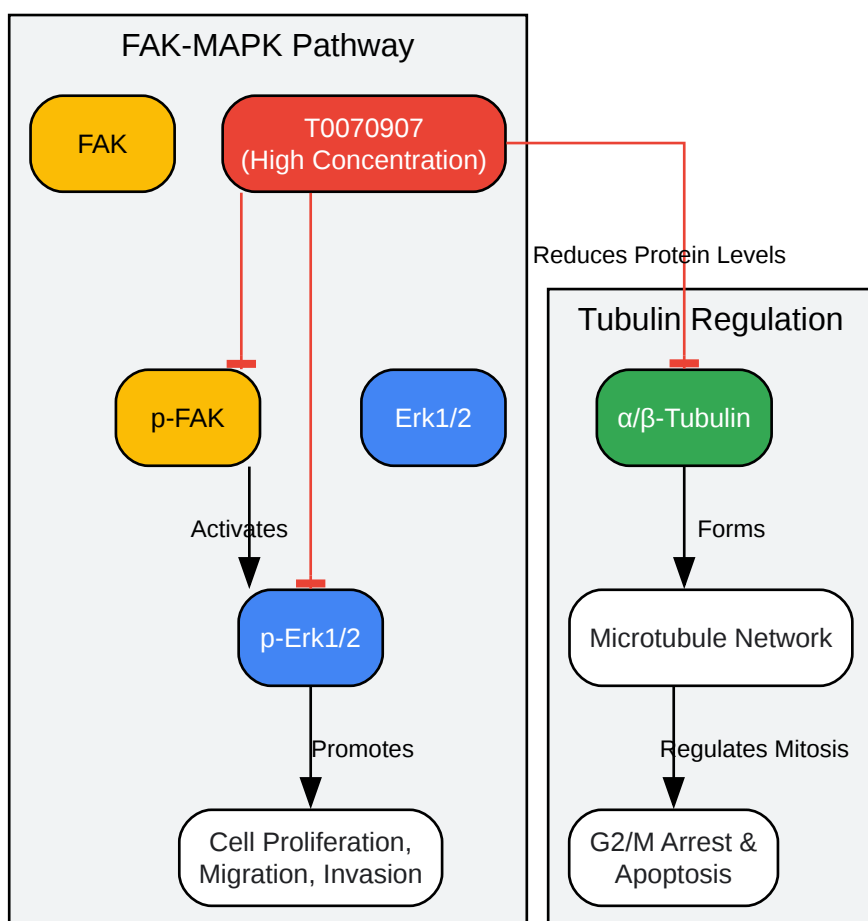 FAK-MAPK Pathway
FAK
T0070907
(High Concentration)
Reduces Protein Levels
Tubulin Regulation
p-FAK
Erk1/2
α/β-Tubulin
Activates
Forms
p-Erk1/2
Microtubule Network
Promotes
Regulates Mitosis
Cell Proliferation,
Migration, Invasion
G2/M Arrest &
Apoptosis